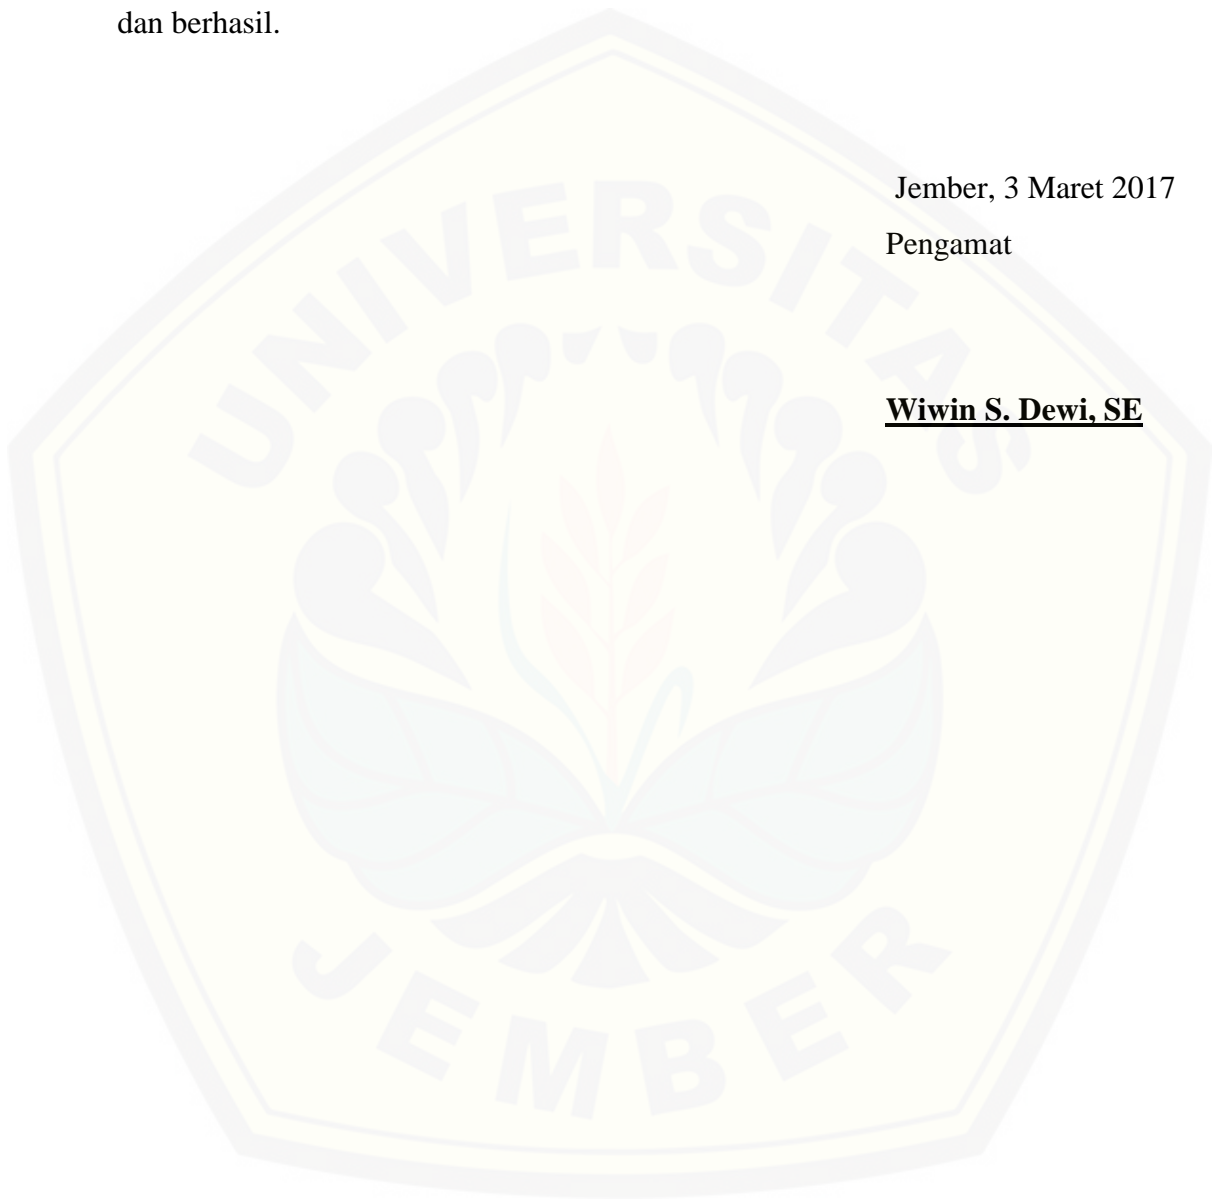 dan berhasil.
Jember, 3 Maret 2017
Pengamat
Wiwin S. Dewi, SE
UNIVERSITAS
JEMBER